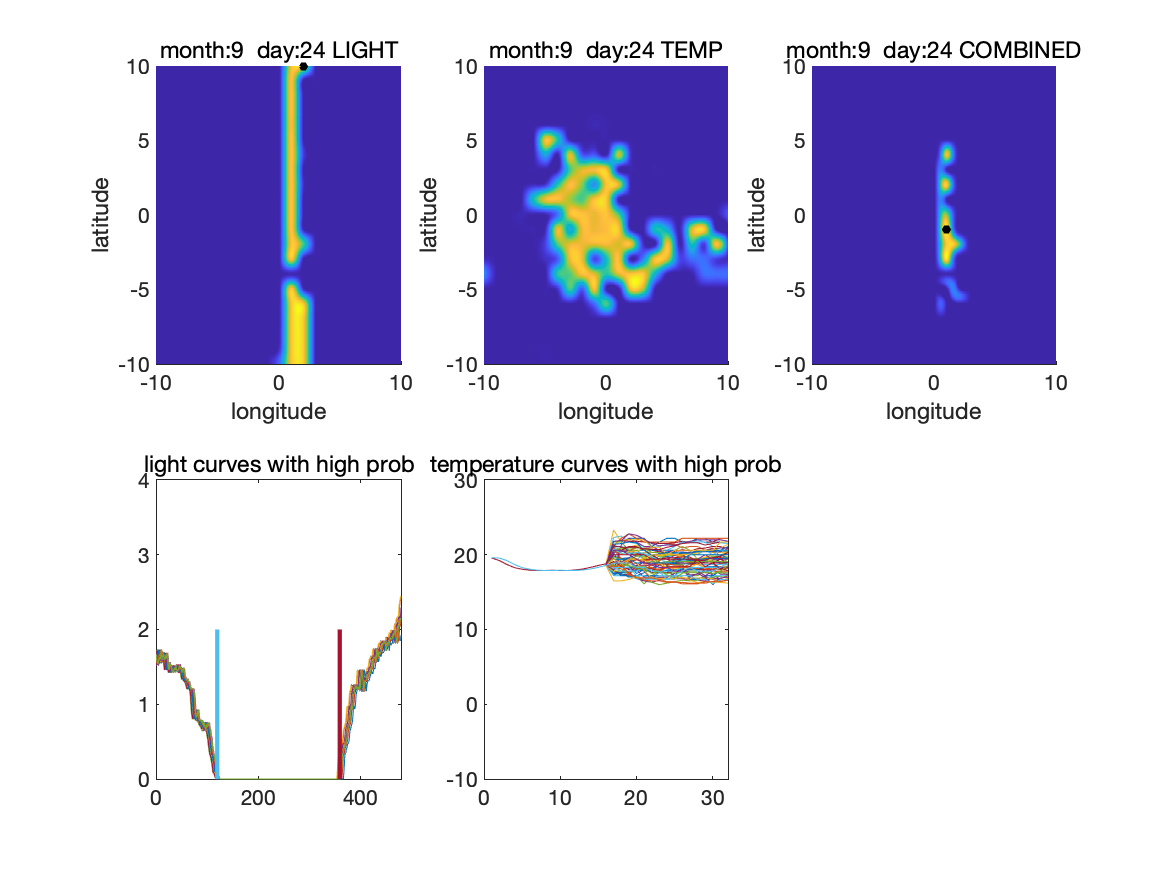 month:9 day:24 LIGHT
10
5
0
-5
-10
latitude
-10 0 10
longitude
month:9 day:24 TEMP
10
5
0
-5
-10
latitude
-10 0 10
longitude
month:9 day:24 COMBINED
10
5
0
-5
-10
latitude
-10 0 10
longitude
light curves with high prob
4
3
2
1
0
0 200 400
temperature curves with high prob
30
20
10
0
-10
0 10 20 30